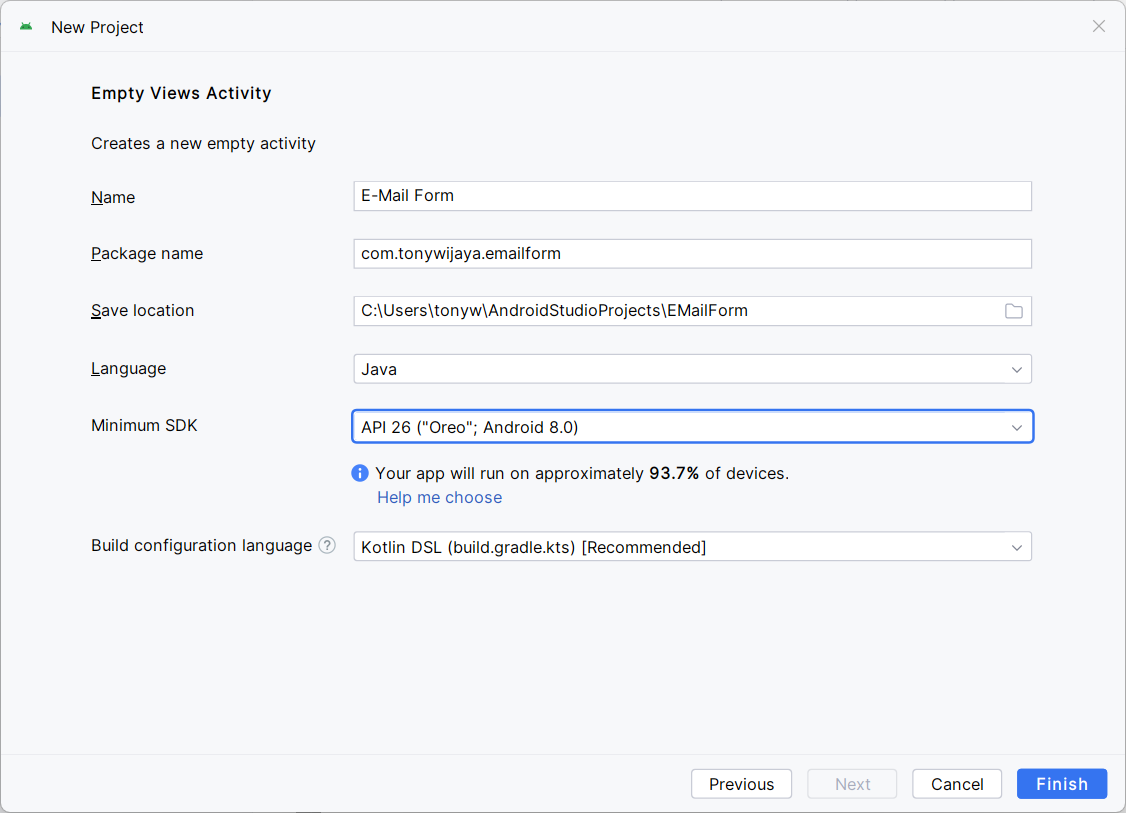 New Project
Empty Views Activity
Creates a new empty activity
Name E-Mail Form
Package name com.tonywijaya.emailform
Save location C:\Users\tonyw\AndroidStudioProjects\EMailForm
Language Java
Minimum SDK API 26 ("Oreo"; Android 8.0)
Your app will run on approximately 93.7% of devices.
Help me choose
Build configuration language ? Kotlin DSL (build.gradle.kts) [Recommended]
Previous Next Cancel Finish